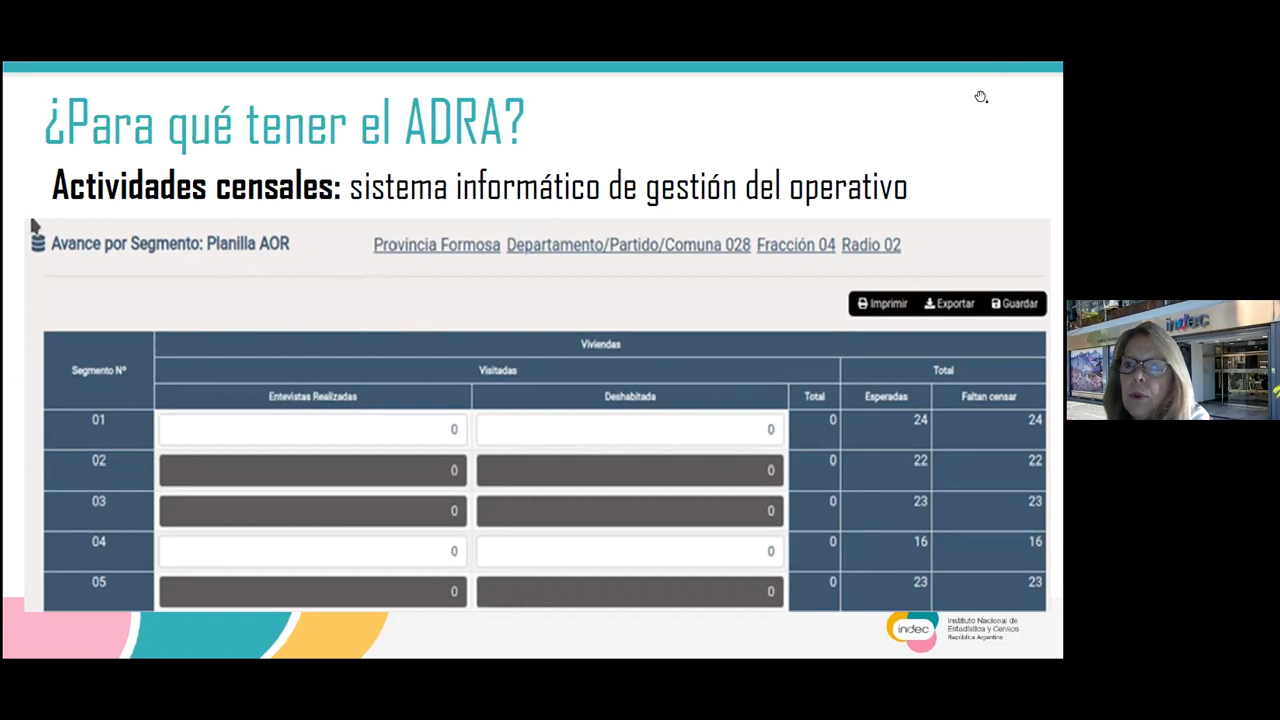 ¿Para qué tener el ADRA?
Actividades censales: sistema informático de gestión del operativo
Avance por Segmento: Planilla AOR Provincia Formosa Departamento/Partido/Comuna 028 Fracción 04 Radio 02
Imprimir Exportar Guardar
Viviendas
Segmento Nº Visitadas Total
Entevistas Realizadas Deshabitada Total Esperadas Faltan censar
01 0 0 0 24 24
02 0 0 0 22 22
03 0 0 0 23 23
04 0 0 0 16 16
05 0 0 0 23 23
indec
Instituto Nacional de
Estadística y Censos
República Argentina
indec